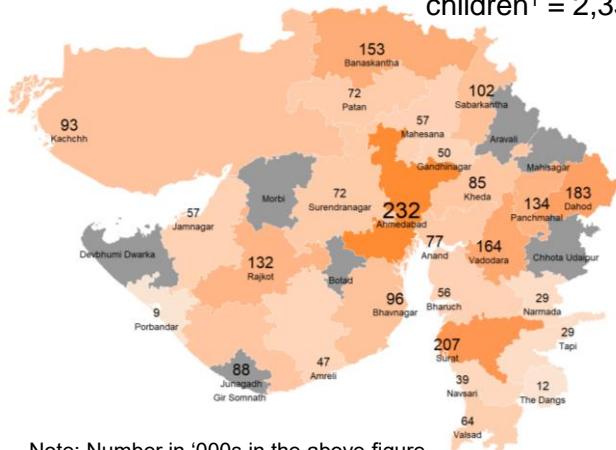 children¹ = 2,3
153
Banaskantha
72
Patan
102
Sabarkantha
57
Mahesana
93
Kachchh
Aravali
50
Gandhinagar
Mahisagar
Morbi
72
Surendranagar
232
Ahmedabad
85
Kheda
134
Panchmahal
183
Dahod
57
Jamnagar
Devbhumi Dwarka
132
Rajkot
Botad
77
Anand
164
Vadodara
Chhota Udaipur
9
Porbandar
96
Bhavnagar
56
Bharuch
29
Narmada
88
Junagadh
Gir Somnath
47
Amreli
207
Surat
29
Tapi
39
Navsari
12
The Dangs
64
Valsad
Note: Number in ‘000s in the above figure